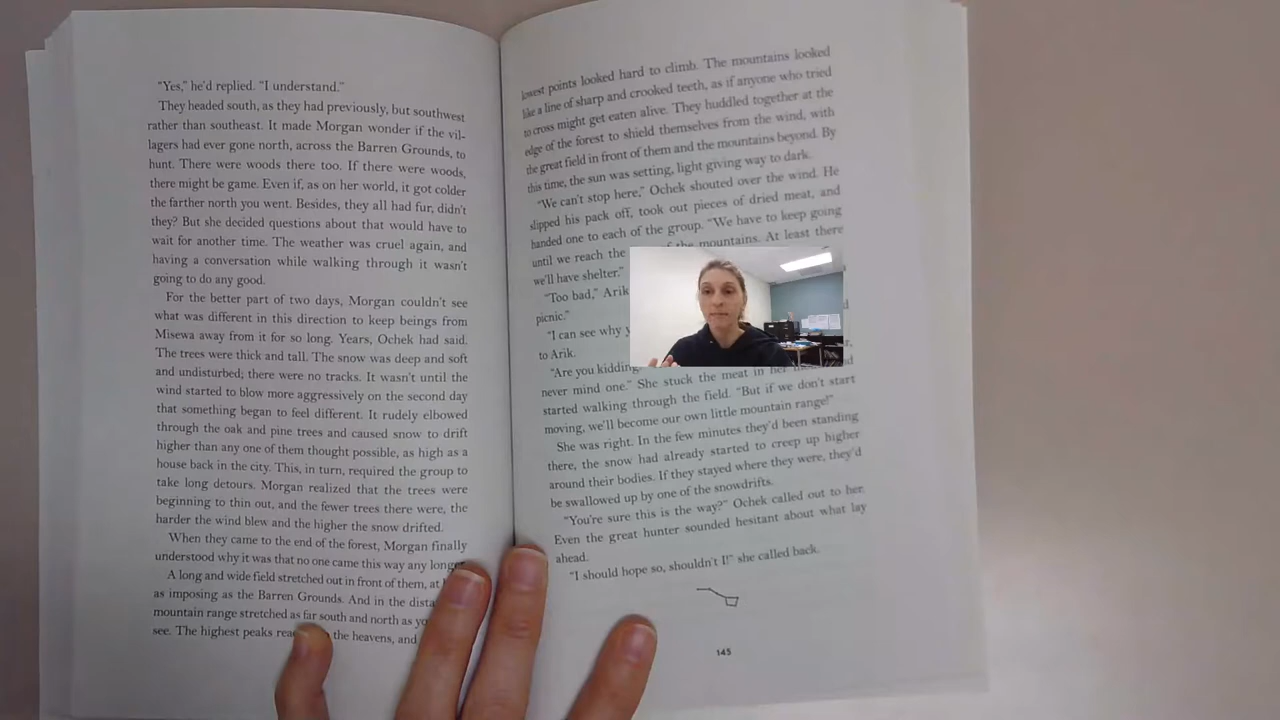 "Yes," he'd replied. "I understand."
They headed south, as they had previously, but southwest
rather than southeast. It made Morgan wonder if the vil-
lagers had ever gone north, across the Barren Grounds, to
hunt. There were woods there too. If there were woods,
there might be game. Even if, as on her world, it got colder
the farther north you went. Besides, they all had fur, didn't
they? But she decided questions about that would have to
wait for another time. The weather was cruel again, and
having a conversation while walking through it wasn't
going to do any good.
For the better part of two days, Morgan couldn't see
what was different in this direction to keep beings from
Misewa away from it for so long. Years, Ochek had said.
The trees were thick and tall. The snow was deep and soft
and undisturbed; there were no tracks. It wasn't until the
wind started to blow more aggressively on the second day
that something began to feel different. It rudely elbowed
through the oak and pine trees and caused snow to drift
higher than any one of them thought possible, as high as a
house back in the city. This, in turn, required the group to
take long detours. Morgan realized that the trees were
beginning to thin out, and the fewer trees there were, the
harder the wind blew and the higher the snow drifted.
When they came to the end of the forest, Morgan finally
understood why it was that no one came this way any longer.
A long and wide field stretched out in front of them, at
as imposing as the Barren Grounds. And in the
mountain range stretched as far south and north as
see. The highest peaks the heavens, and
lowest points looked hard to climb. The mountains looked
like a line of sharp and crooked teeth, as if anyone who tried
to cross might get eaten alive. They huddled together at the
edge of the forest to shield themselves from the wind, with
the great field in front of them and the mountains beyond. By
this time, the sun was setting, light giving way to dark.
"We can't stop here," Ochek shouted over the wind. He
slipped his pack off, took out pieces of dried meat, and
handed one to each of the group. "We have to keep going
until we reach the of the mountains. At least there
we'll have shelter."
"Too bad," Arik
picnic."
"I can see why
to Arik.
"Are you kidding
never mind one." She stuck the meat in her
started walking through the field. "But if we don't start
moving, we'll become our own little mountain range!"
She was right. In the few minutes they'd been standing
there, the snow had already started to creep up higher
around their bodies. If they stayed where they were, they'd
be swallowed up by one of the snowdrifts.
"You're sure this is the way?" Ochek called out to her.
Even the great hunter sounded hesitant about what lay
ahead.
"I should hope so, shouldn't I!" she called back.
145